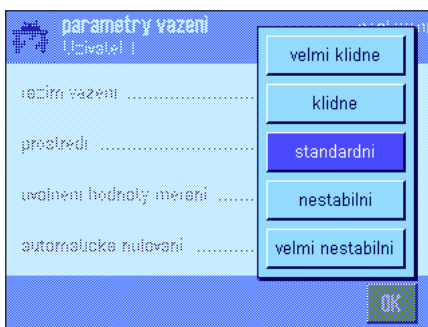 parametry vazeni
Uzivatel 1
rezim vazeni ......................
prostredi ..........................
uvolneni hodnoty mereni ......
automaticke nulovani ..........
velmi klidne
klidne
standardni
nestabilni
velmi nestabilni
OK